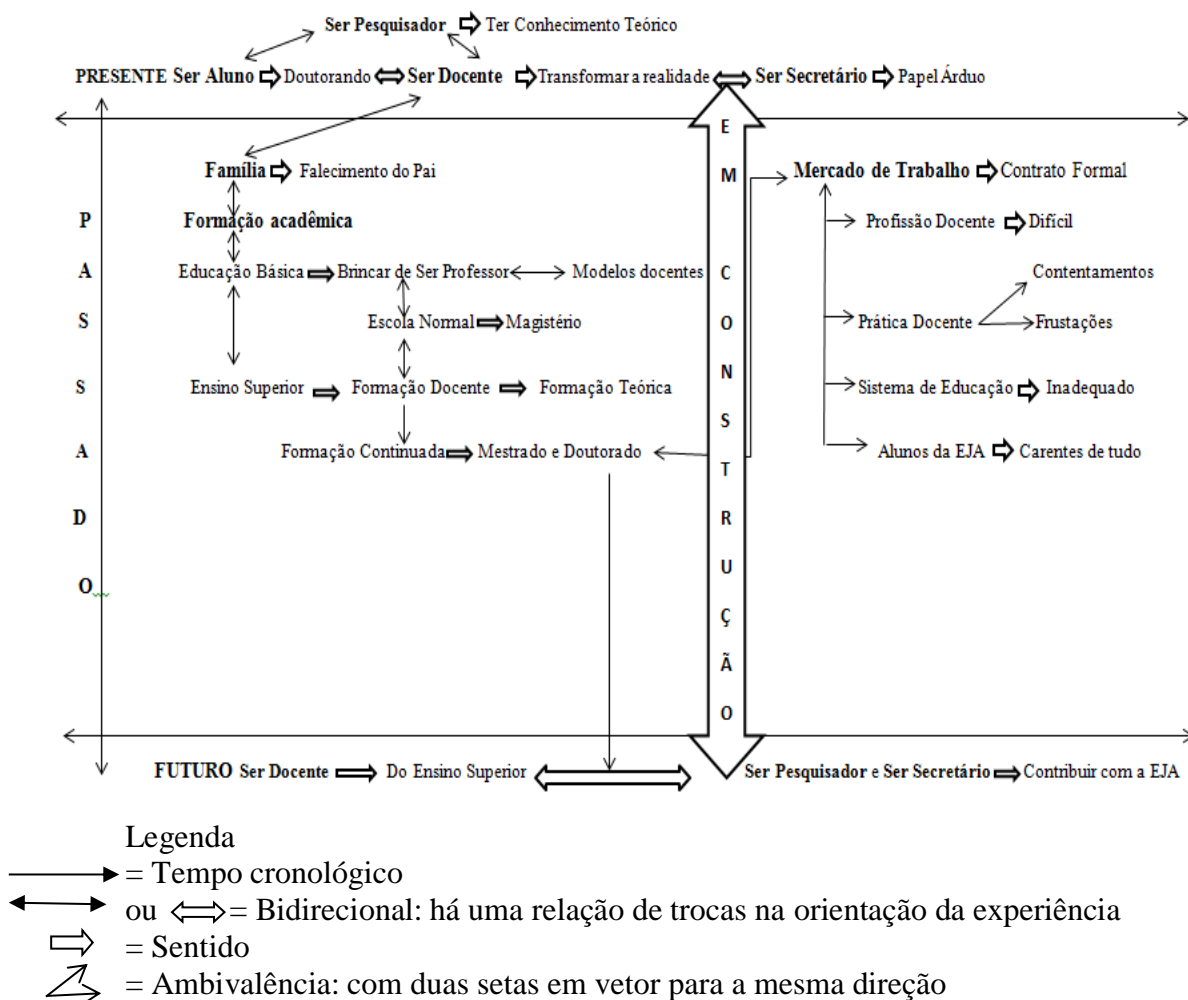 Ser Pesquisador Ter Conhecimento Teórico
PRESENTE Ser Aluno Doutorando Ser Docente Transformar a realidade Ser Secretário Papel Árduo
Família Falecimento do Pai
Mercado de Trabalho Contrato Formal
Formação acadêmica
Profissão Docente Difícil
Educação Básica Brincar de Ser Professor Modelos docentes
Contentamentos
Escola Normal Magistério
Prática Docente Frustações
Ensino Superior Formação Docente Formação Teórica
Sistema de Educação Inadequado
Formação Continuada Mestrado e Doutorado
Alunos da EJA Carentes de tudo
P
A
S
S
A
D
O
E
M
C
O
N
S
T
R
U
Ç
Ã
O
FUTURO Ser Docente Do Ensino Superior Ser Pesquisador e Ser Secretário Contribuir com a EJA
Legenda
= Tempo cronológico
ou = Bidirecional: há uma relação de trocas na orientação da experiência
= Sentido
= Ambivalência: com duas setas em vetor para a mesma direção